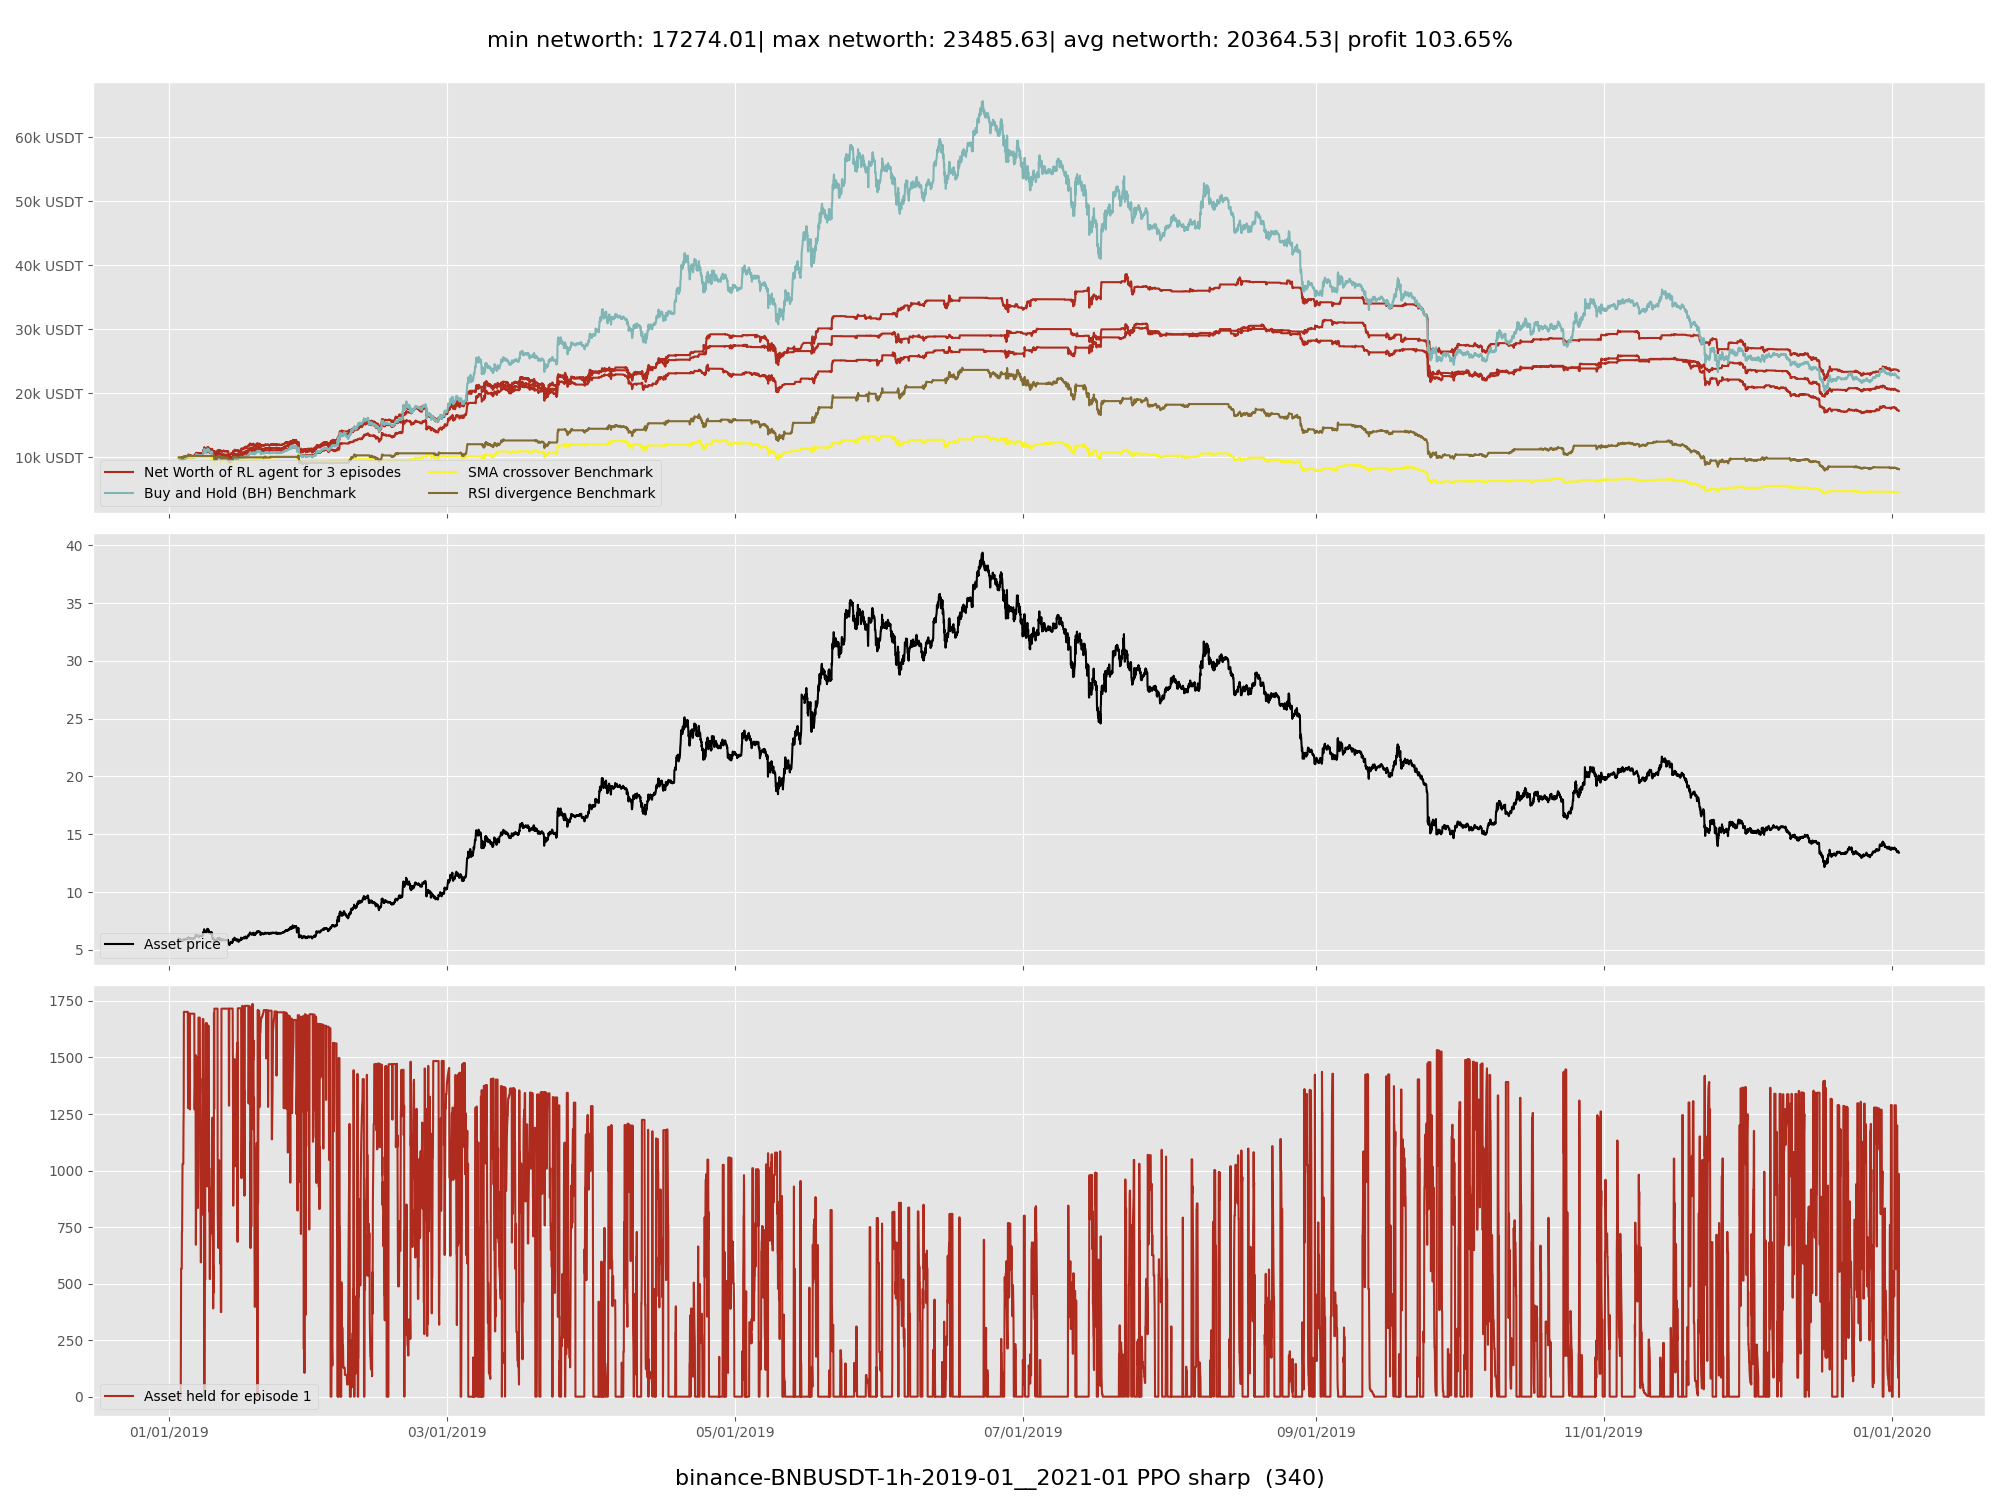 min networth: 17274.01| max networth: 23485.63| avg networth: 20364.53| profit 103.65%
60k USDT
50k USDT
40k USDT
30k USDT
20k USDT
10k USDT
Net Worth of RL agent for 3 episodes
Buy and Hold (BH) Benchmark
SMA crossover Benchmark
RSI divergence Benchmark
40
35
30
25
20
15
10
5
Asset price
1750
1500
1250
1000
750
500
250
0
Asset held for episode 1
01/01/2019
03/01/2019
05/01/2019
07/01/2019
09/01/2019
11/01/2019
01/01/2020
binance-BNBUSDT-1h-2019-01__2021-01 PPO sharp  (340)